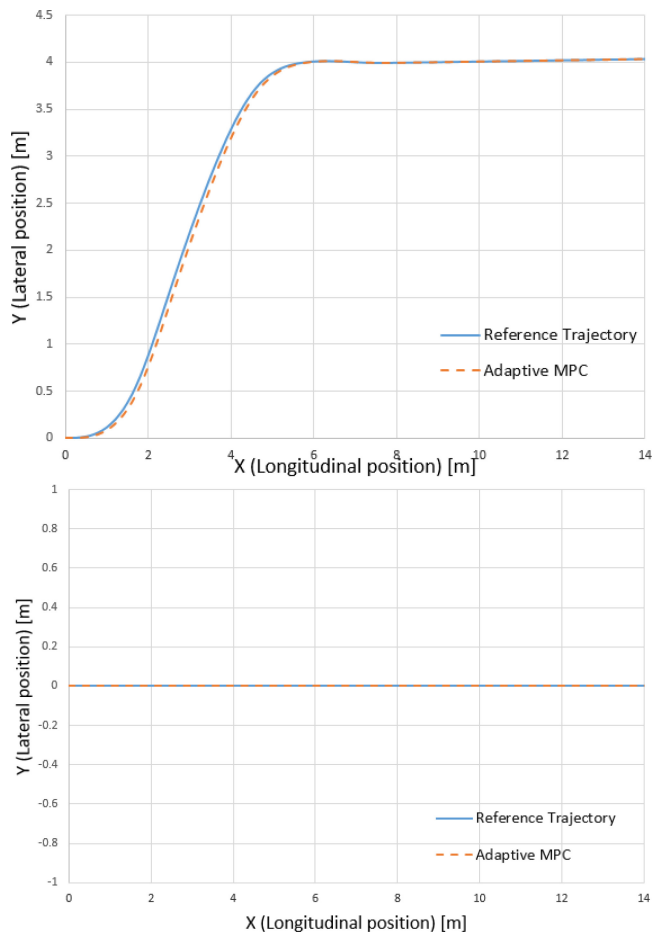 4.5
4
3.5
3
2.5
2
1.5
1
0.5
0
Y (Lateral position) [m]
Reference Trajectory
Adaptive MPC
0 2 4 6 8 10 12 14
X (Longitudinal position) [m]
1
0.8
0.6
0.4
0.2
0
-0.2
-0.4
-0.6
-0.8
-1
Y (Lateral position) [m]
Reference Trajectory
Adaptive MPC
0 2 4 6 8 10 12 14
X (Longitudinal position) [m]